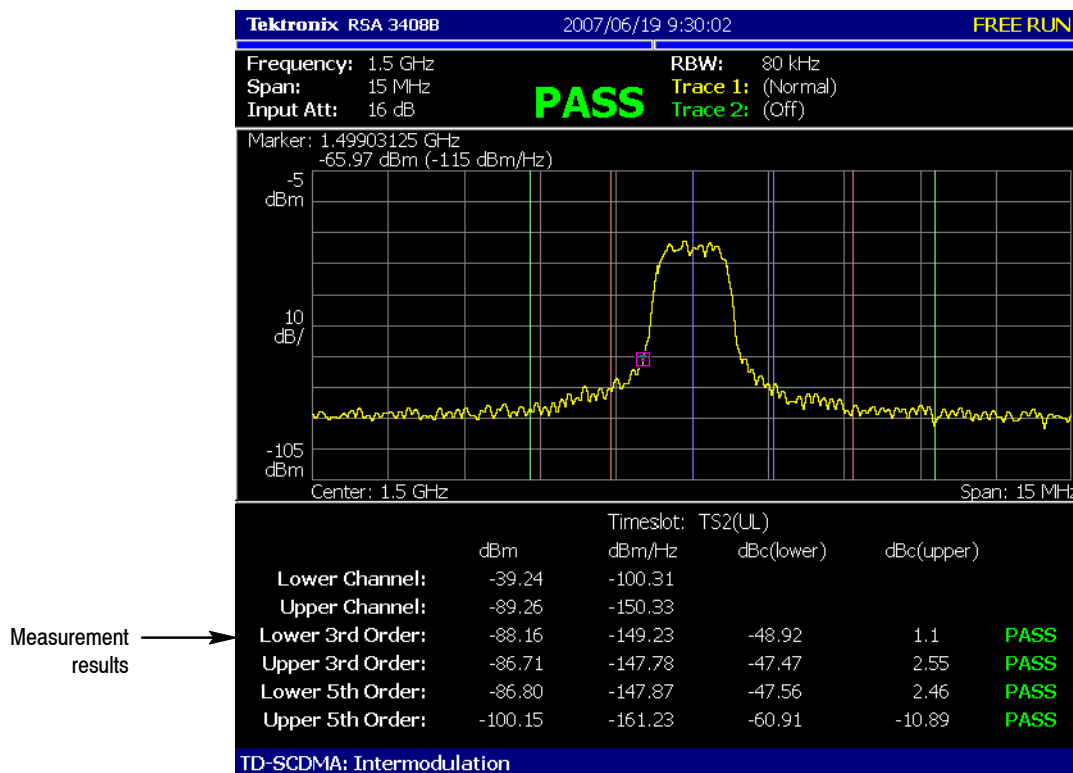 Tektronix RSA 3408B 2007/06/19 9:30:02 FREE RUN
Frequency: 1.5 GHz RBW: 80 kHz
Span: 15 MHz PASS Trace 1: (Normal)
Input Att: 16 dB Trace 2: (Off)
Marker: 1.49903125 GHz
-65.97 dBm (-115 dBm/Hz)
-5
dBm
10
dB/
-105
dBm
Center: 1.5 GHz Span: 15 MHz
Timeslot: TS2(UL)
dBm dBm/Hz dBc(lower) dBc(upper)
Lower Channel: -39.24 -100.31
Upper Channel: -89.26 -150.33
Measurement
results
Lower 3rd Order: -88.16 -149.23 -48.92 1.1 PASS
Upper 3rd Order: -86.71 -147.78 -47.47 2.55 PASS
Lower 5th Order: -86.80 -147.87 -47.56 2.46 PASS
Upper 5th Order: -100.15 -161.23 -60.91 -10.89 PASS
TD-SCDMA: Intermodulation